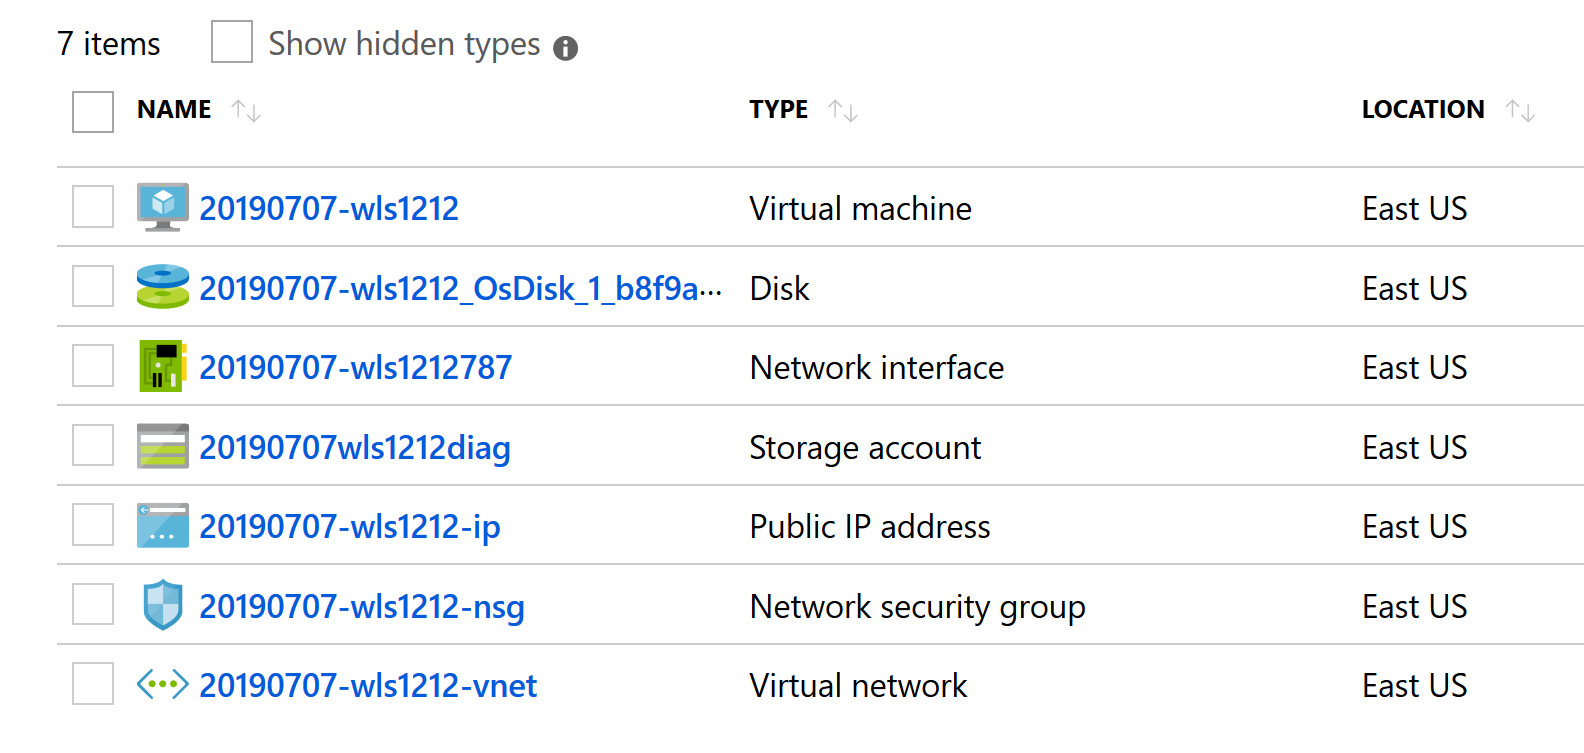 7 items Show hidden types
NAME TYPE LOCATION
20190707-wls1212 Virtual machine East US
20190707-wls1212_OsDisk_1_b8f9a... Disk East US
20190707-wls1212787 Network interface East US
20190707wls1212diag Storage account East US
20190707-wls1212-ip Public IP address East US
20190707-wls1212-nsg Network security group East US
20190707-wls1212-vnet Virtual network East US